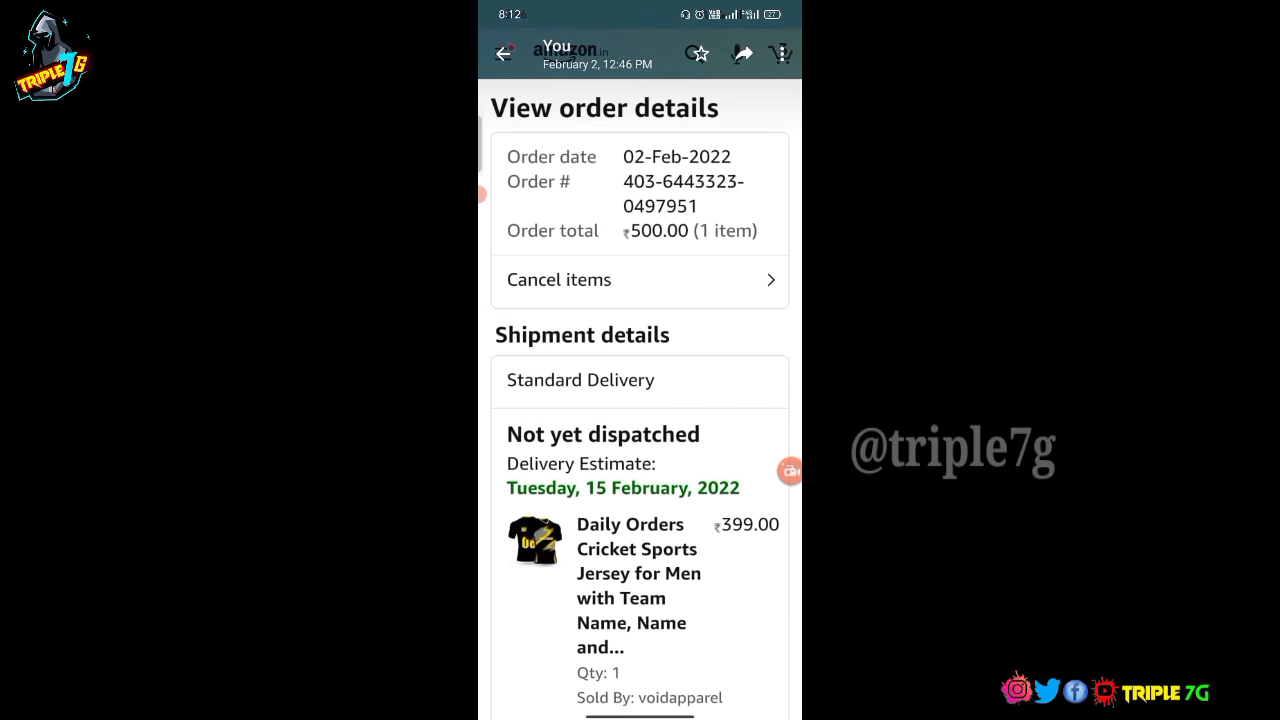 TRIPLE 7G
8:12
27
You
amazon.in
February 2, 12:46 PM
View order details
Order date 02-Feb-2022
Order # 403-6443323-
0497951
Order total ₹500.00 (1 item)
Cancel items
Shipment details
Standard Delivery
Not yet dispatched
Delivery Estimate:
Tuesday, 15 February, 2022
Daily Orders ₹399.00
Cricket Sports
Jersey for Men
with Team
Name, Name
and...
Qty: 1
Sold By: voidapparel
@triple7g
TRIPLE 7G